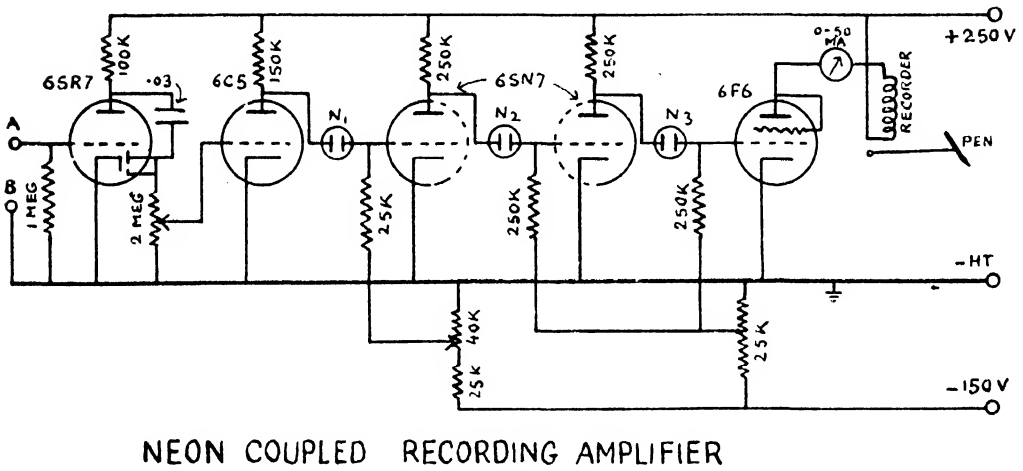 +250V
0-50
MA
100K
6SR7
.03
150K
6C5
250K
6SN7
250K
6F6
RECORDER
PEN
A
B
1 MEG
2 MEG
N1
25K
N2
250K
N3
250K
-HT
40K
25K
25K
-150V
NEON COUPLED RECORDING AMPLIFIER